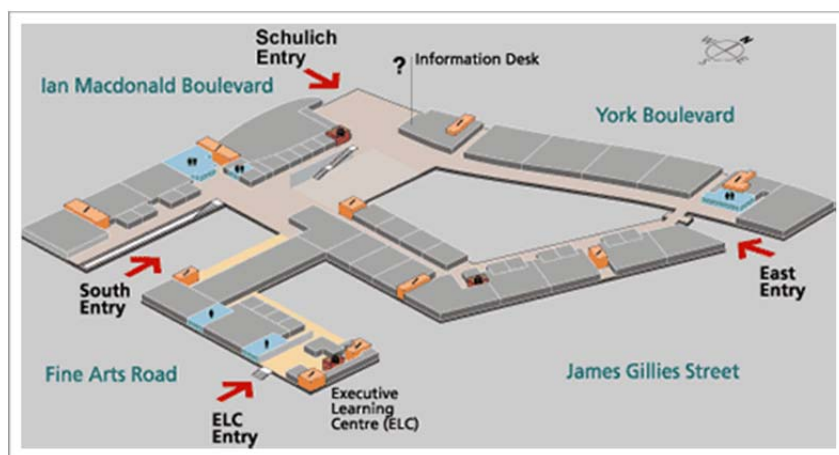 Schulich
Entry
?
Information Desk
Ian Macdonald Boulevard
York Boulevard
South
Entry
East
Entry
Fine Arts Road
James Gillies Street
ELC
Entry
Executive
Learning
Centre (ELC)